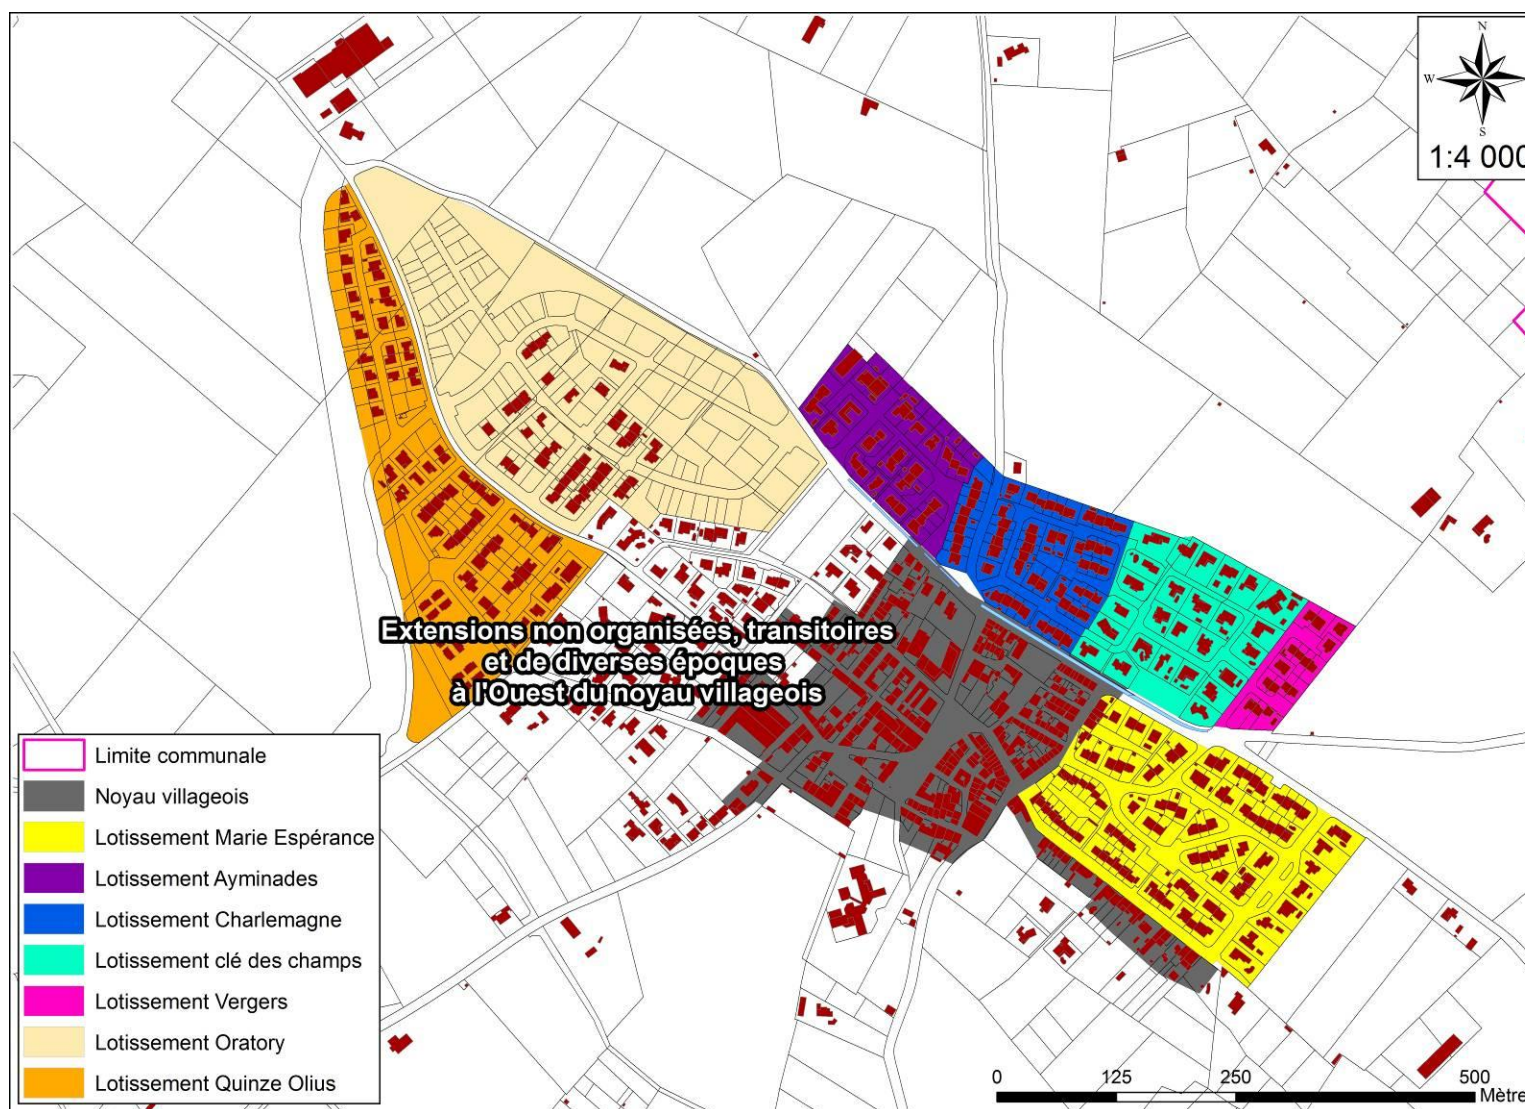 N
W
S
1:4 000
Extensions non organisées, transitoires
et de diverses époques
à l'Ouest du noyau villageois
Limite communale
Noyau villageois
Lotissement Marie Espérance
Lotissement Ayminades
Lotissement Charlemagne
Lotissement clé des champs
Lotissement Vergers
Lotissement Oratory
Lotissement Quinze Olius
0 125 250 500
Mètre